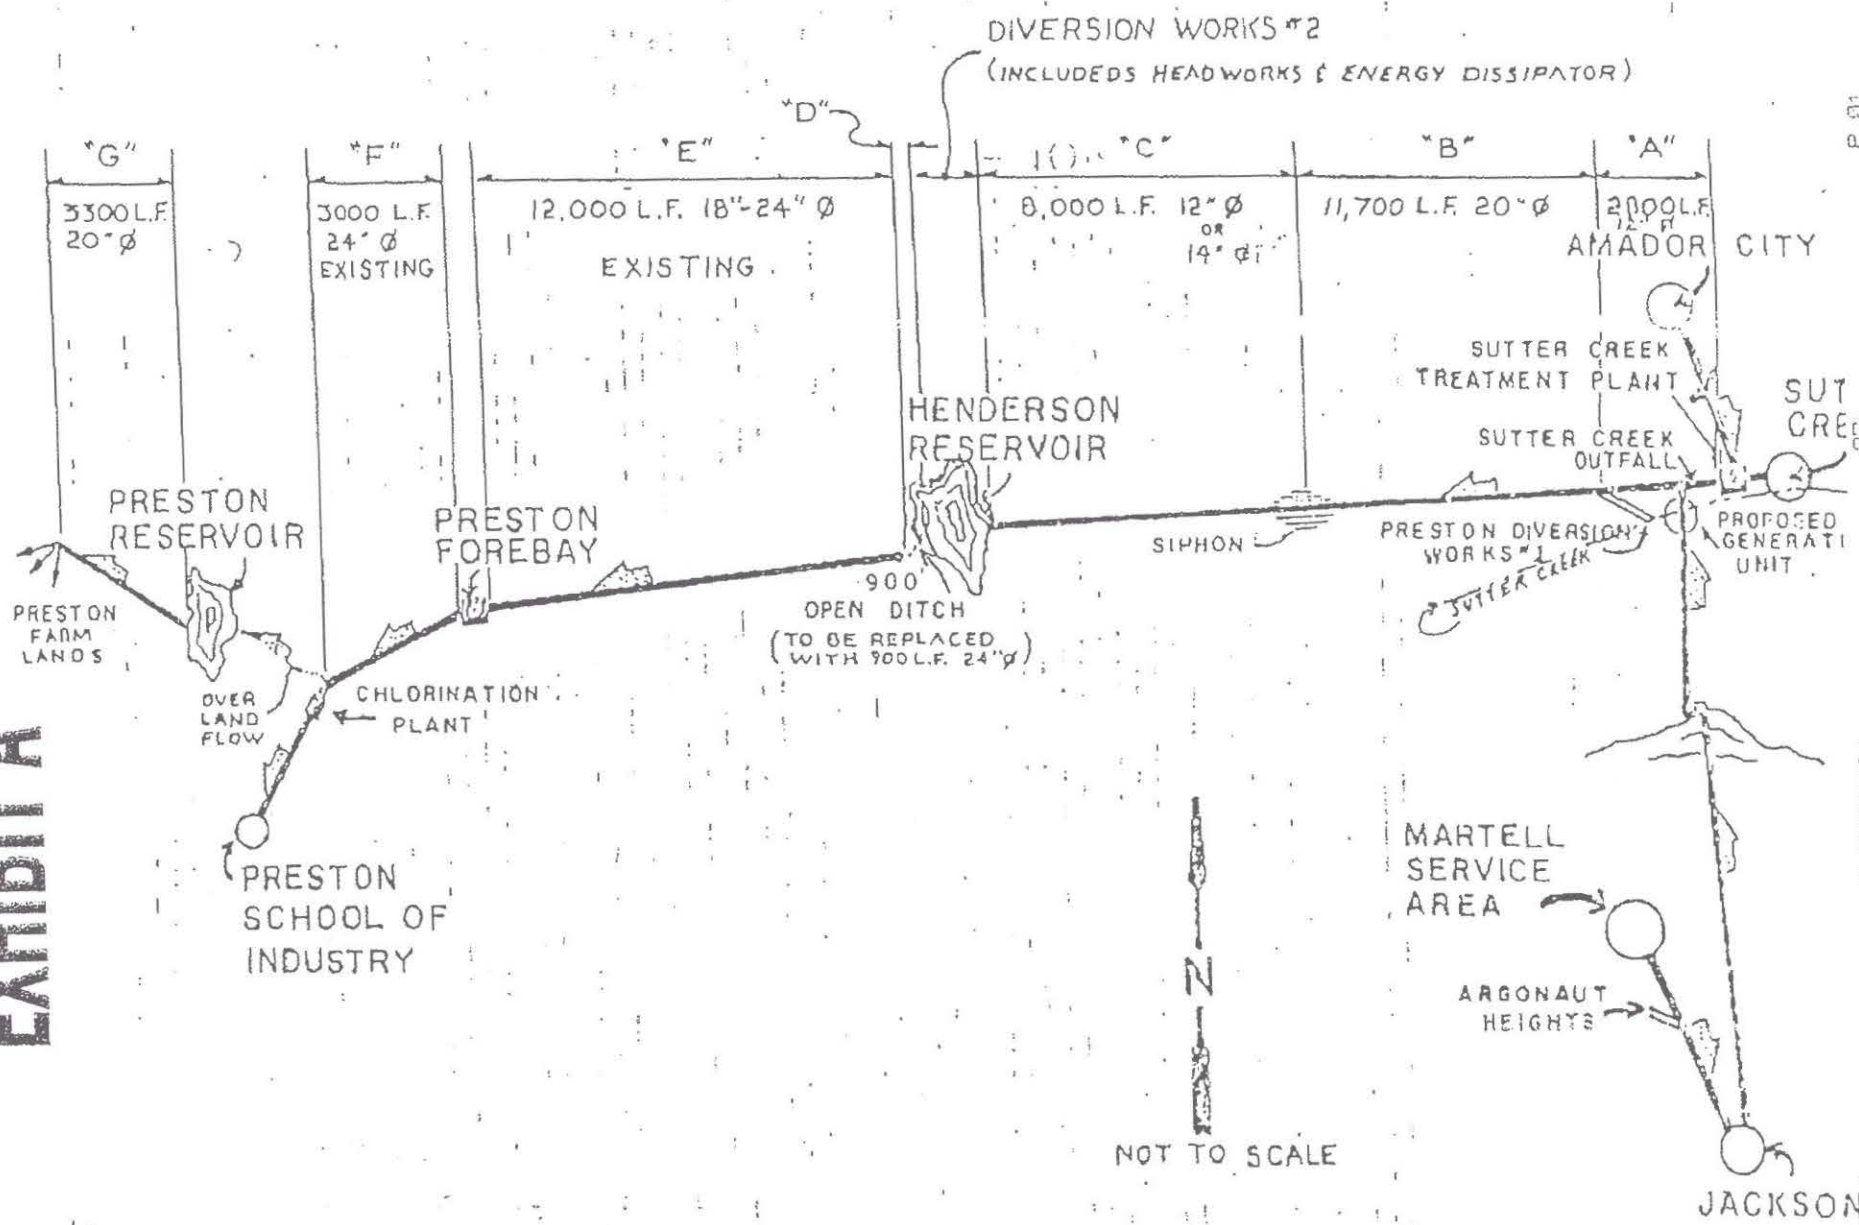 DIVERSION WORKS #2
(INCLUDEDS HEADWORKS & ENERGY DISSIPATOR)
"G"
"F"
"E"
"D"
"C"
"B"
"A"
3300 L.F.
20" Ø
3000 L.F.
24" Ø
EXISTING
12,000 L.F. 18"-24" Ø
EXISTING
8,000 L.F. 12" Ø
OR
14" Ø
11,700 L.F. 20" Ø
2000 L.F.
AMADOR CITY
SUTTER CREEK
TREATMENT PLANT
SUT
CREE
SUTTER CREEK
OUTFALL
HENDERSON
RESERVOIR
PRESTON
RESERVOIR
PRESTON
FOREBAY
SIPHON
PRESTON DIVERSION
WORKS #1
SUTTER CREEK
PROPOSED
GENERATI
UNIT
900'
OPEN DITCH
(TO BE REPLACED
WITH 900 L.F. 24" Ø)
PRESTON
FARM
LANDS
OVER
LAND
FLOW
CHLORINATION
PLANT
PRESTON
SCHOOL OF
INDUSTRY
MARTELL
SERVICE
AREA
ARGONAUT
HEIGHTS
N
NOT TO SCALE
JACKSON
EXHIBIT A